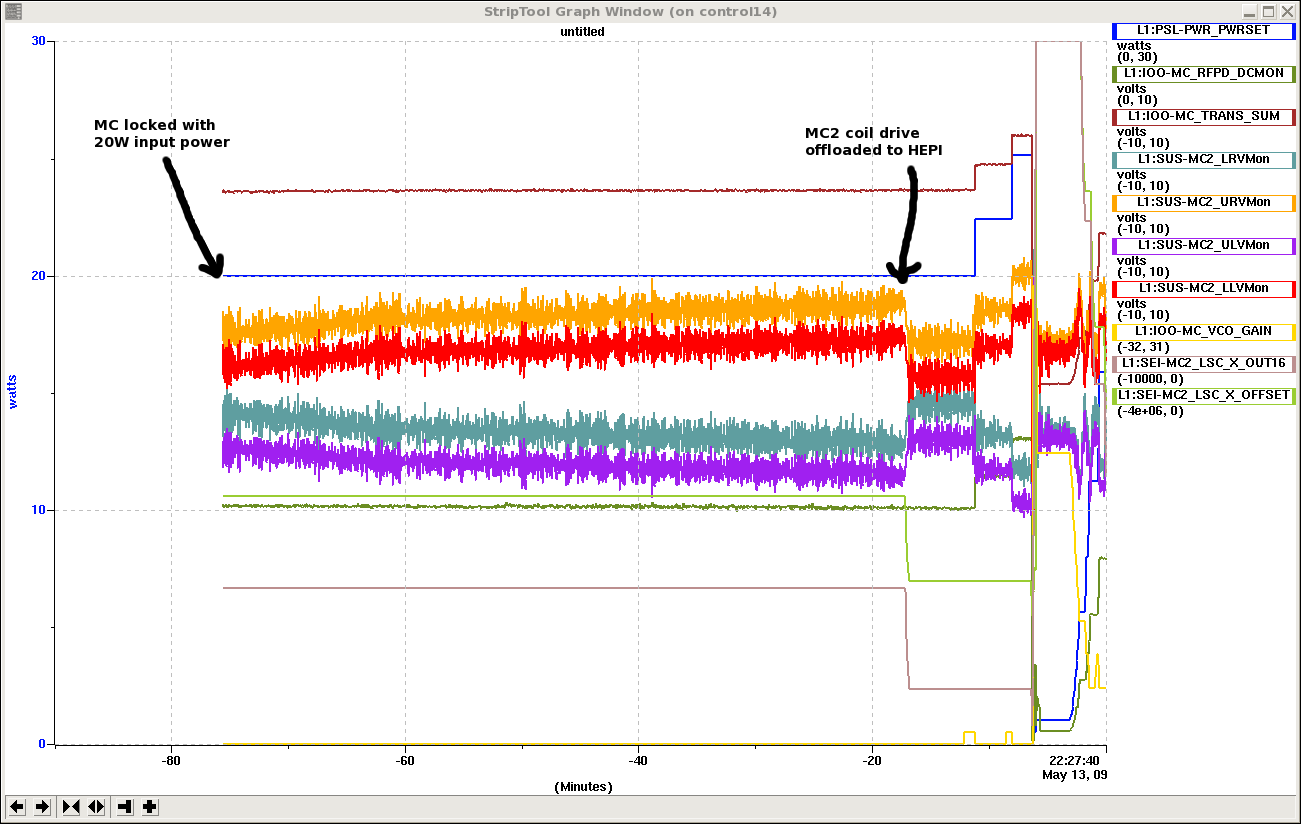 StripTool Graph Window (on control14)
untitled
30
20
10
0
watts
MC locked with
20W input power
MC2 coil drive
offloaded to HEPI
-80
-60
-40
-20
22:27:40
May 13, 09
(Minutes)
L1:PSL-PWR_PWRSET
watts
(0, 30)
L1:IOO-MC_RFPD_DCMON
volts
(0, 10)
L1:IOO-MC_TRANS_SUM
volts
(-10, 10)
L1:SUS-MC2_LRVMon
volts
(-10, 10)
L1:SUS-MC2_URVMon
volts
(-10, 10)
L1:SUS-MC2_ULVMon
volts
(-10, 10)
L1:SUS-MC2_LLVMon
volts
(-10, 10)
L1:IOO-MC_VCO_GAIN
(-32, 31)
L1:SEI-MC2_LSC_X_OUT16
(-10000, 0)
L1:SEI-MC2_LSC_X_OFFSET
(-4e+06, 0)